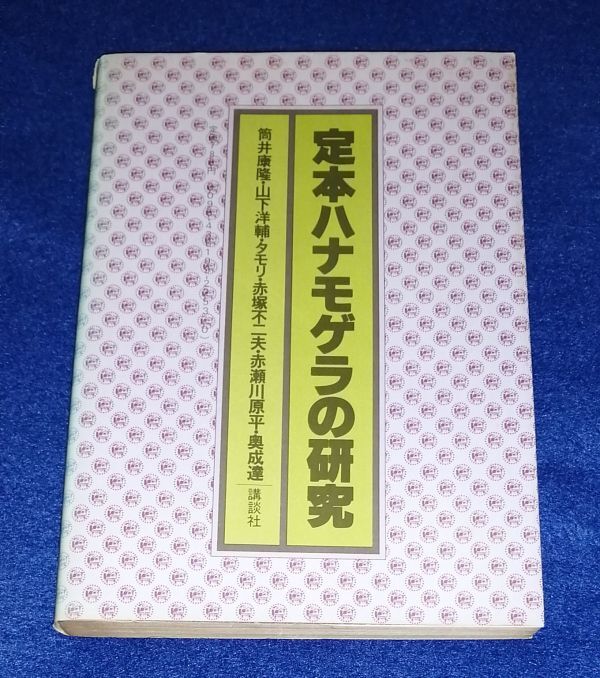 定本ハナモゲラの研究
筒井康隆・山下洋輔・タモリ・赤塚不二夫・赤瀬川原平・奥成達
講談社